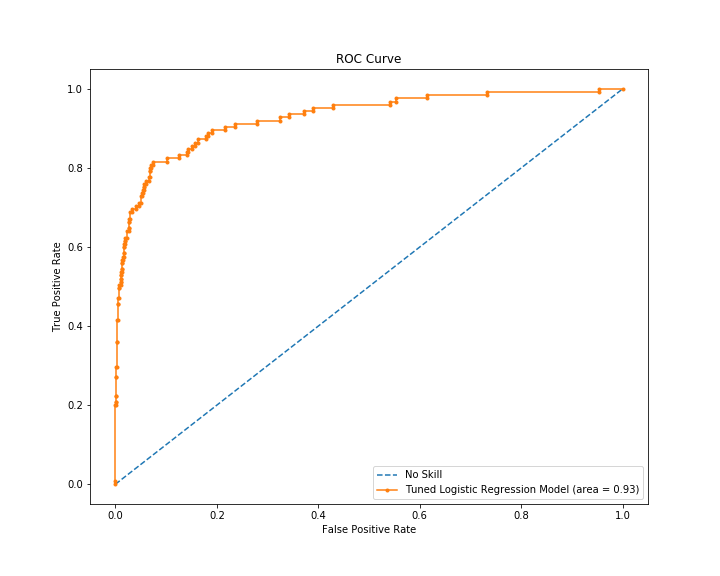 ROC Curve
1.0
0.8
0.6
0.4
0.2
0.0
True Positive Rate
0.0 0.2 0.4 0.6 0.8 1.0
False Positive Rate
No Skill
Tuned Logistic Regression Model (area = 0.93)